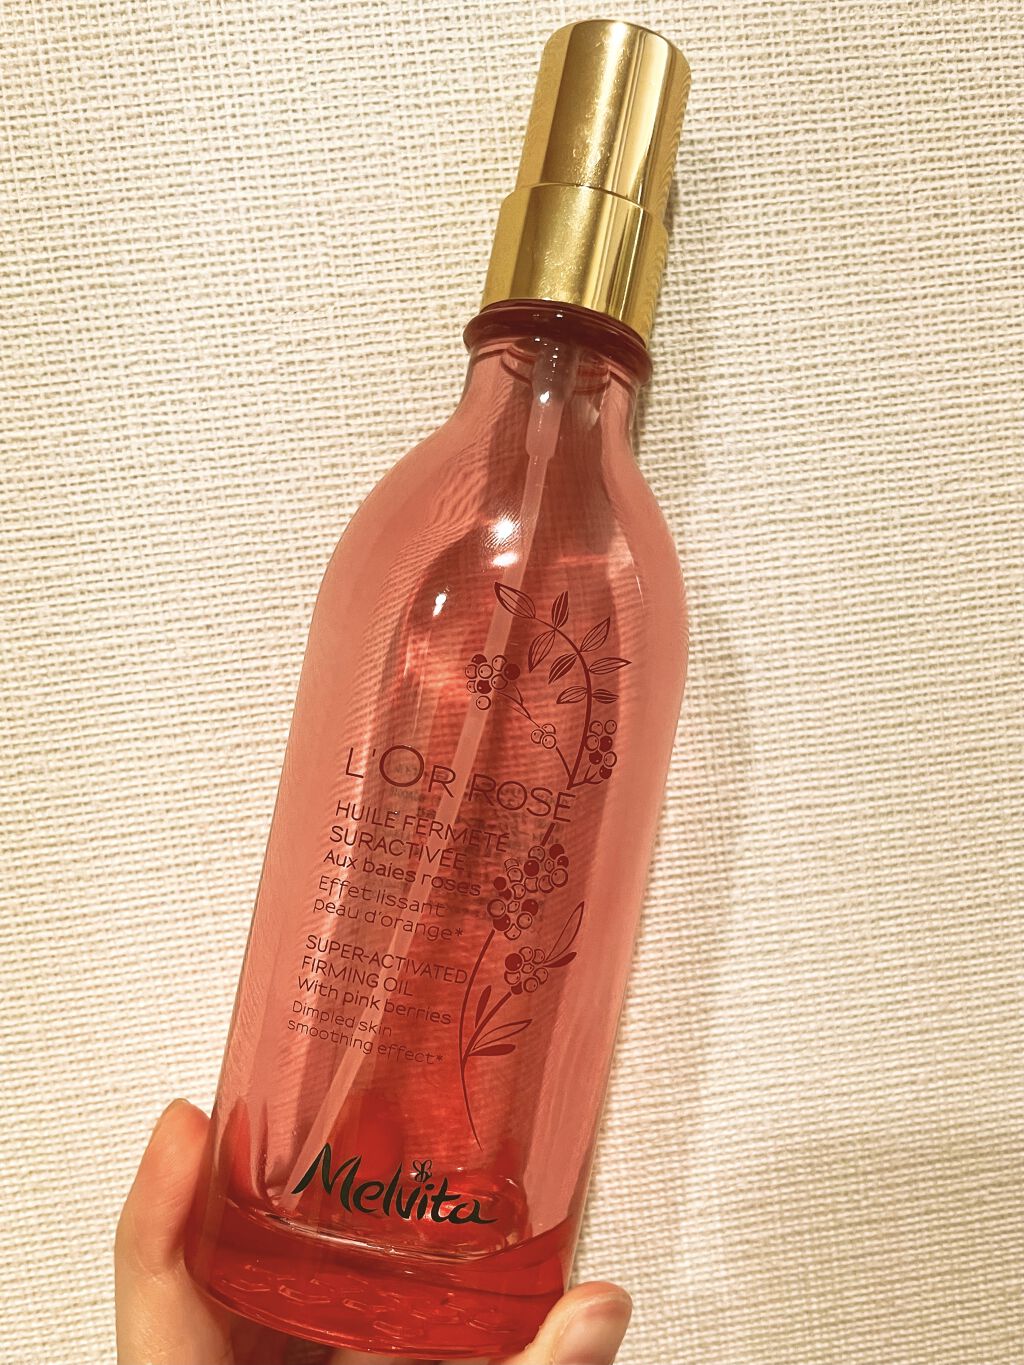 L'OR ROSE
HUILE FERMETÉ
SURACTIVÉE
Aux baies roses
Effet lissant
peau d'orange*
SUPER-ACTIVATED
FIRMING OIL
With pink berries
Dimpled skin
smoothing effect*
Melvita